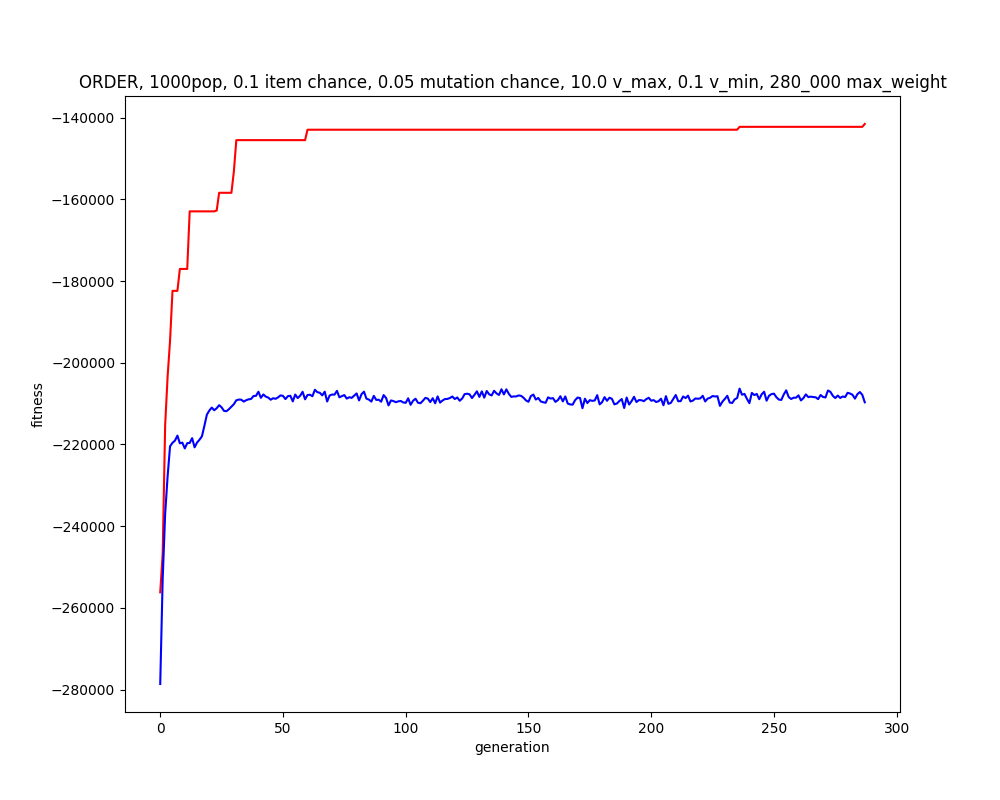 ORDER, 1000pop, 0.1 item chance, 0.05 mutation chance, 10.0 v_max, 0.1 v_min, 280_000 max_weight
−140000
−160000
−180000
−200000
−220000
−240000
−260000
−280000
fitness
0 50 100 150 200 250 300
generation